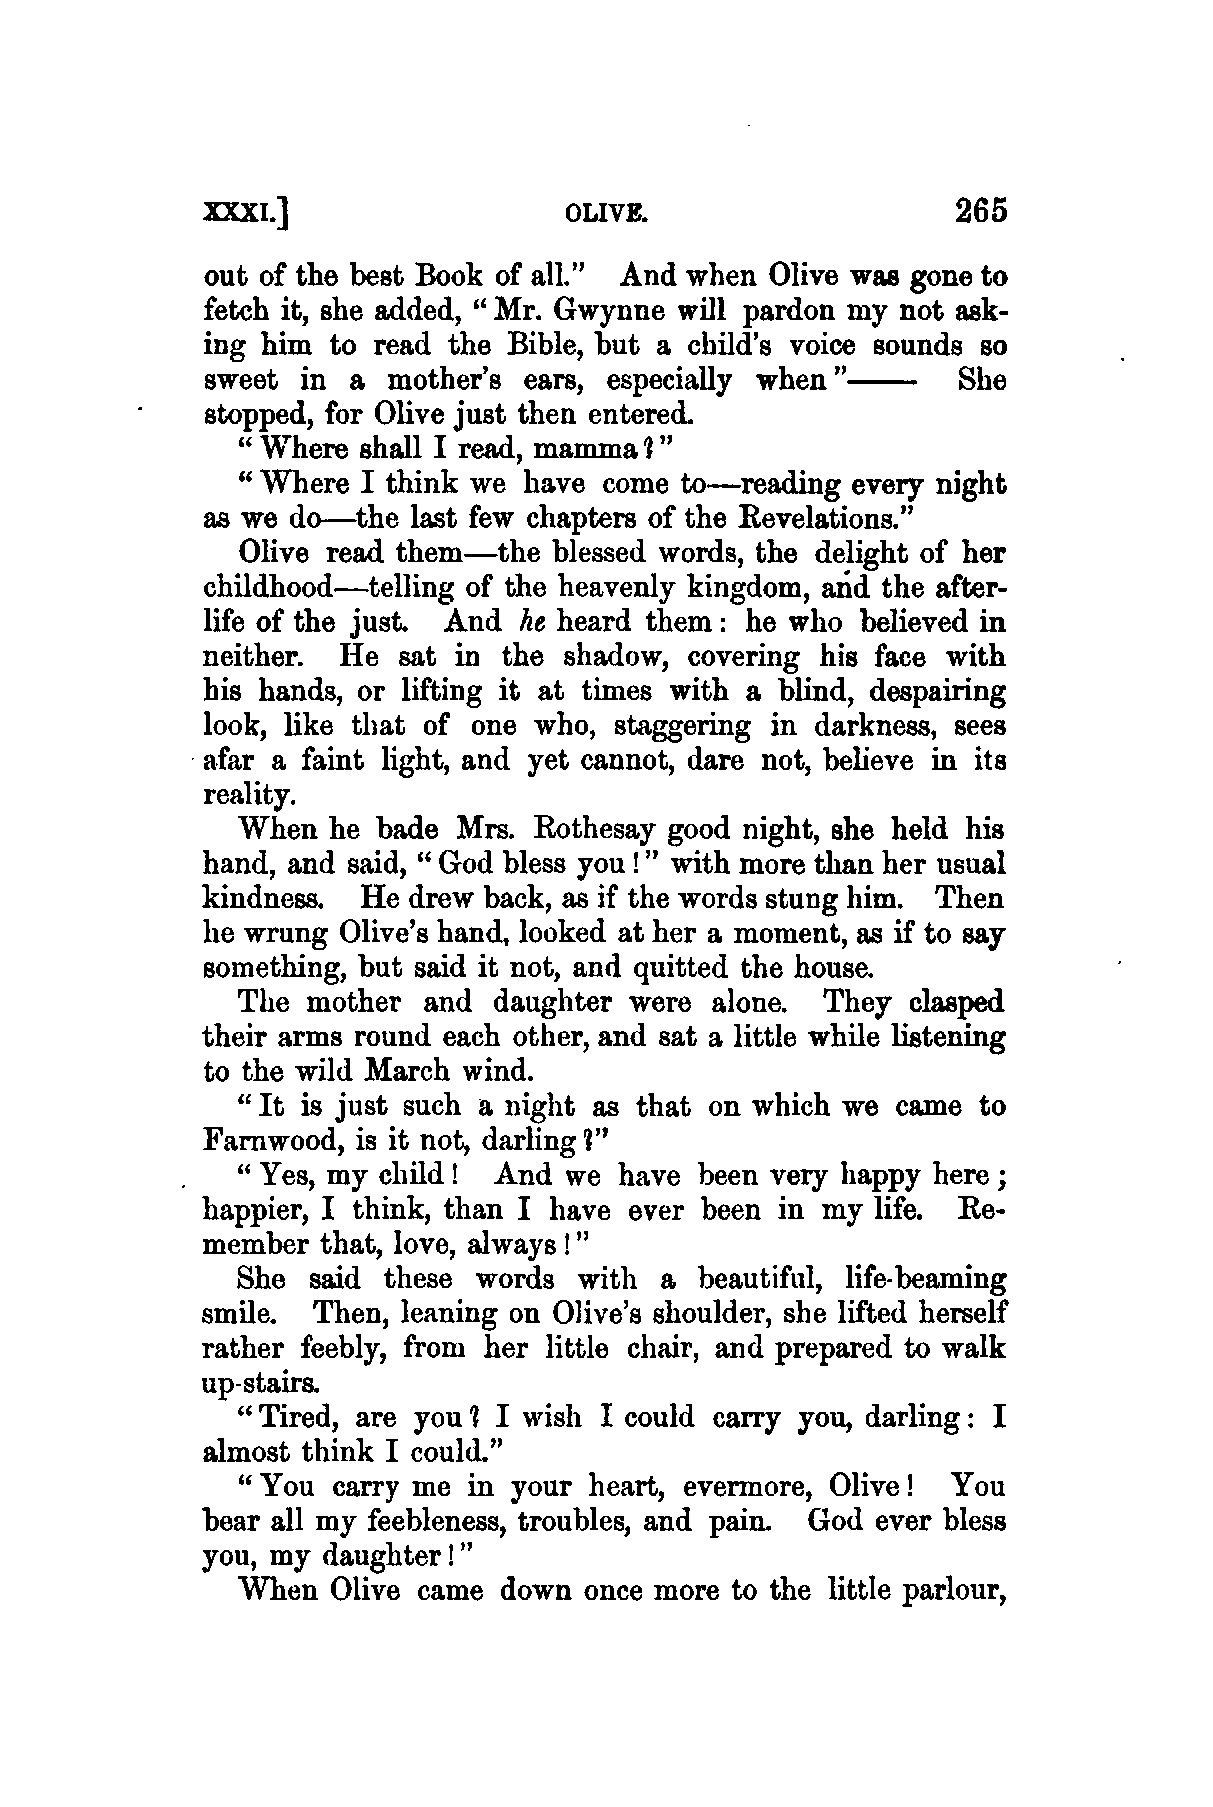 XXXI.] OLIVE. 265
out of the best Book of all." And when Olive was gone to
fetch it, she added, "Mr. Gwynne will pardon my not ask-
ing him to read the Bible, but a child's voice sounds so
sweet in a mother's ears, especially when"—— She
stopped, for Olive just then entered.
"Where shall I read, mamma?"
"Where I think we have come to—reading every night
as we do—the last few chapters of the Revelations."
Olive read them—the blessed words, the delight of her
childhood—telling of the heavenly kingdom, and the after-
life of the just. And he heard them: he who believed in
neither. He sat in the shadow, covering his face with
his hands, or lifting it at times with a blind, despairing
look, like that of one who, staggering in darkness, sees
afar a faint light, and yet cannot, dare not, believe in its
reality.
When he bade Mrs. Rothesay good night, she held his
hand, and said, "God bless you!" with more than her usual
kindness. He drew back, as if the words stung him. Then
he wrung Olive's hand, looked at her a moment, as if to say
something, but said it not, and quitted the house.
The mother and daughter were alone. They clasped
their arms round each other, and sat a little while listening
to the wild March wind.
"It is just such a night as that on which we came to
Farnwood, is it not, darling?"
"Yes, my child! And we have been very happy here;
happier, I think, than I have ever been in my life. Re-
member that, love, always!"
She said these words with a beautiful, life-beaming
smile. Then, leaning on Olive's shoulder, she lifted herself
rather feebly, from her little chair, and prepared to walk
up-stairs.
"Tired, are you? I wish I could carry you, darling: I
almost think I could."
"You carry me in your heart, evermore, Olive! You
bear all my feebleness, troubles, and pain. God ever bless
you, my daughter!"
When Olive came down once more to the little parlour,